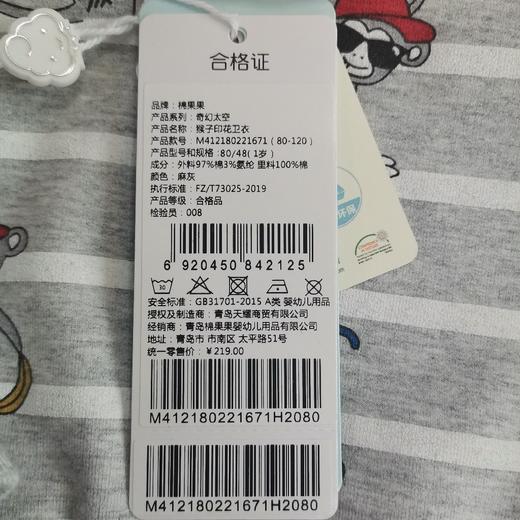 合格证
品牌：棉果果
产品系列：奇幻太空
产品名称：猴子印花卫衣
产品款号：M412180221671（80-120）
产品型号和规格：80/48(1岁)
成分：外料97%棉3%氨纶 里料100%棉
颜色：麻灰
执行标准：FZ/T73025-2019
产品等级：合格品
检验员：008
6 920450 842125
30
安全标准：GB31701-2015 A类 婴幼儿用品
授权及制造商：青岛天耀商贸有限公司
经销商：青岛棉果果婴幼儿用品有限公司
地址：青岛市 市南区 太平路51号
统一零售价：￥219.00
M412180221671H2080
M412180221671H2080
环保